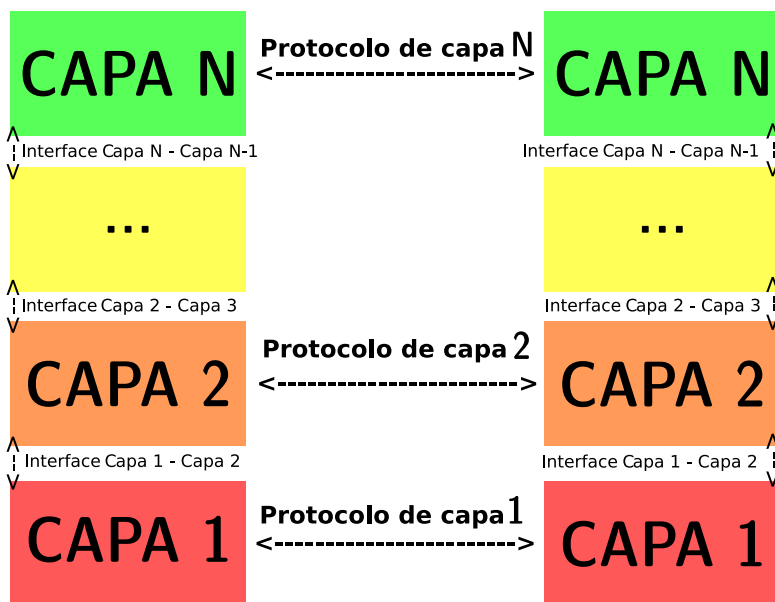 CAPA N
Protocolo de capa N
CAPA N
Interface Capa N - Capa N-1
Interface Capa N - Capa N-1
...
...
Interface Capa 2 - Capa 3
Interface Capa 2 - Capa 3
CAPA 2
Protocolo de capa 2
CAPA 2
Interface Capa 1 - Capa 2
Interface Capa 1 - Capa 2
CAPA 1
Protocolo de capa 1
CAPA 1